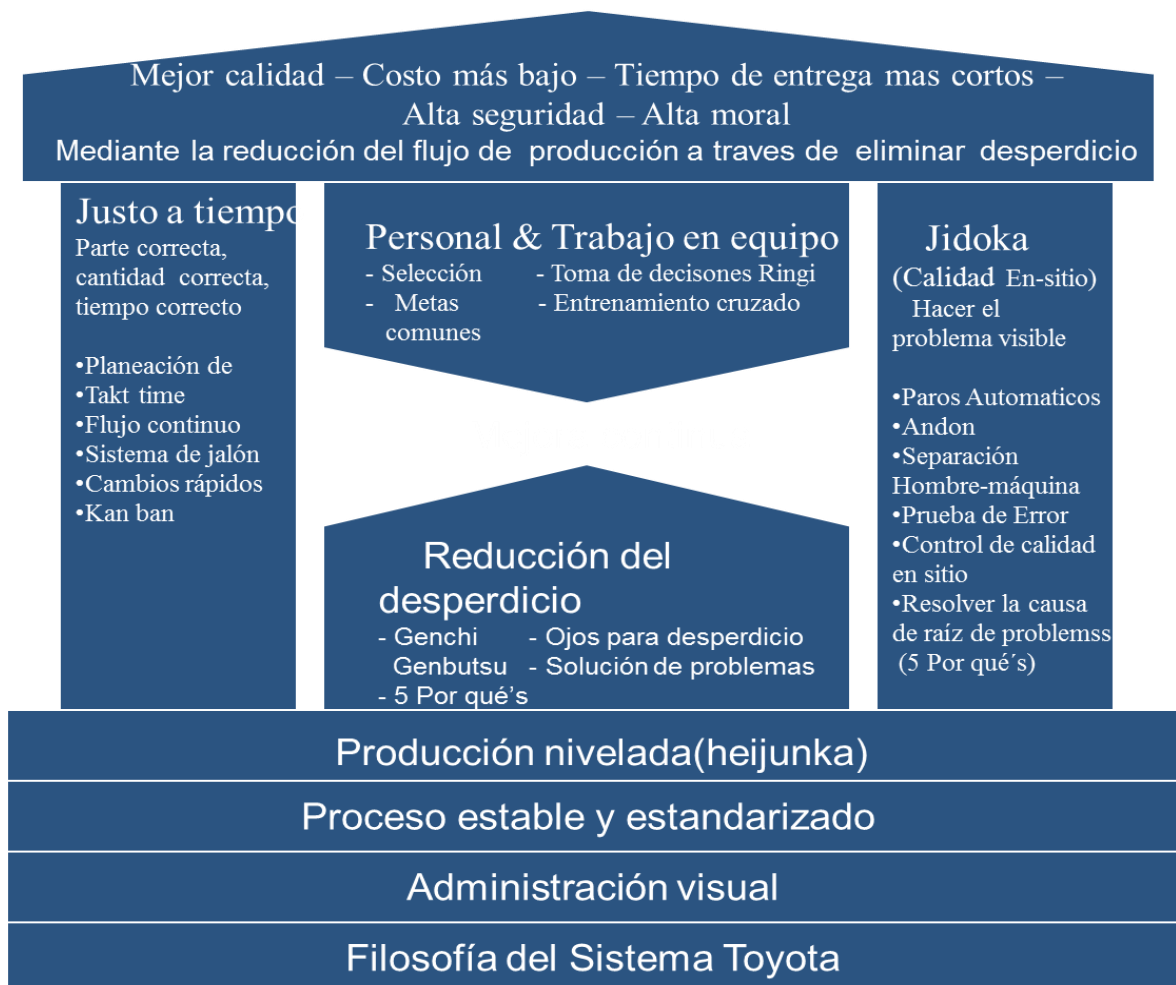 Mejor calidad – Costo más bajo – Tiempo de entrega mas cortos –
Alta seguridad – Alta moral
Mediante la reducción del flujo de producción a traves de eliminar desperdicio
Justo a tiempo
Parte correcta,
cantidad correcta,
tiempo correcto
•Planeación de
•Takt time
•Flujo continuo
•Sistema de jalón
•Cambios rápidos
•Kan ban
Personal & Trabajo en equipo
- Selección - Toma de decisones Ringi
- Metas - Entrenamiento cruzado
comunes
Reducción del
desperdicio
- Genchi - Ojos para desperdicio
Genbutsu - Solución de problemas
- 5 Por qué’s
Jidoka
(Calidad En-sitio)
Hacer el
problema visible
•Paros Automaticos
•Andon
•Separación
Hombre-máquina
•Prueba de Error
•Control de calidad
en sitio
•Resolver la causa
de raíz de problemss
(5 Por qué´s)
Producción nivelada(heijunka)
Proceso estable y estandarizado
Administración visual
Filosofía del Sistema Toyota